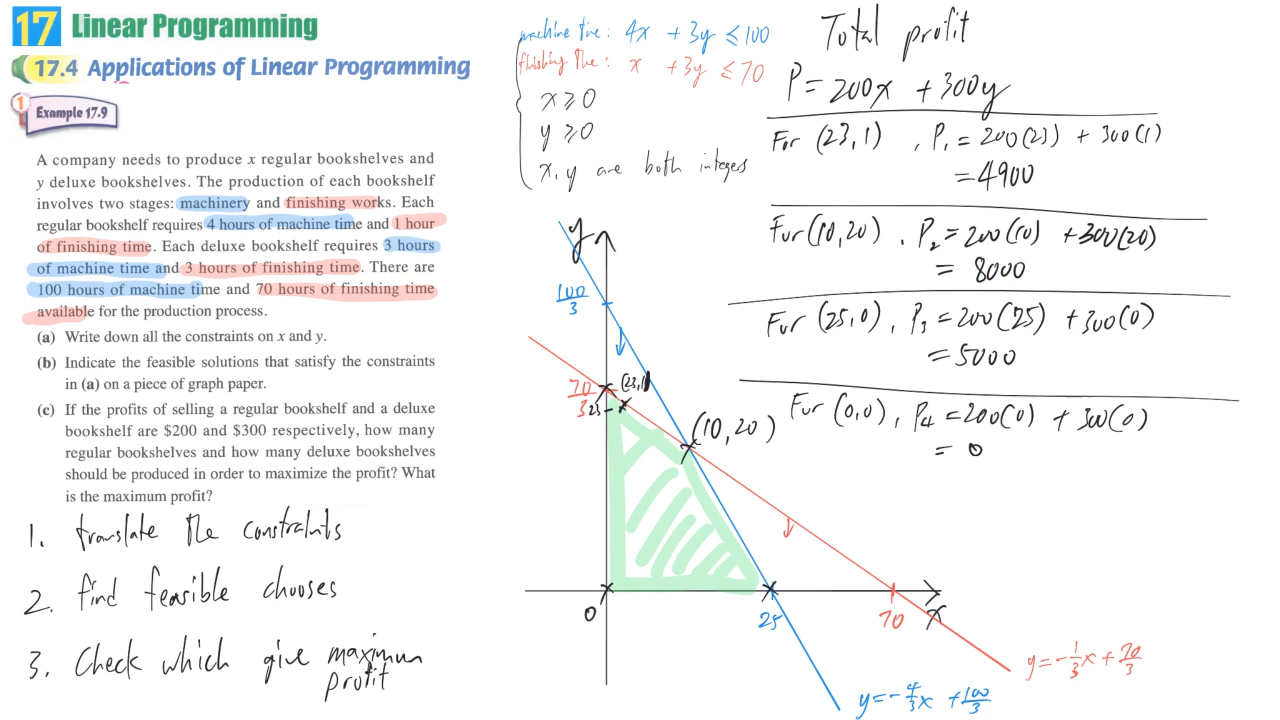 17 Linear Programming
17.4 Applications of Linear Programming
1
Example 17.9
A company needs to produce x regular bookshelves and
y deluxe bookshelves. The production of each bookshelf
involves two stages: machinery and finishing works. Each
regular bookshelf requires 4 hours of machine time and 1 hour
of finishing time. Each deluxe bookshelf requires 3 hours
of machine time and 3 hours of finishing time. There are
100 hours of machine time and 70 hours of finishing time
available for the production process.
(a) Write down all the constraints on x and y.
(b) Indicate the feasible solutions that satisfy the constraints
in (a) on a piece of graph paper.
(c) If the profits of selling a regular bookshelf and a deluxe
bookshelf are $200 and $300 respectively, how many
regular bookshelves and how many deluxe bookshelves
should be produced in order to maximize the profit? What
is the maximum profit?
1. translate the constraints
2. find feasible chooses
3. Check which give maximum
profit
machine time: 4x + 3y ≤ 100
finishing time: x + 3y ≤ 70
x ≥ 0
y ≥ 0
x, y are both integers
y
100/3
70/3
23
(23,1)
(10,20)
0
25
70
x
y = -1/3x + 70/3
y = -4/3x + 100/3
Total profit
P = 200x + 300y
For (23,1), P1 = 200(23) + 300(1)
= 4900
For (10,20), P2 = 200(10) + 300(20)
= 8000
For (25,0), P3 = 200(25) + 300(0)
= 5000
For (0,0), P4 = 200(0) + 300(0)
= 0